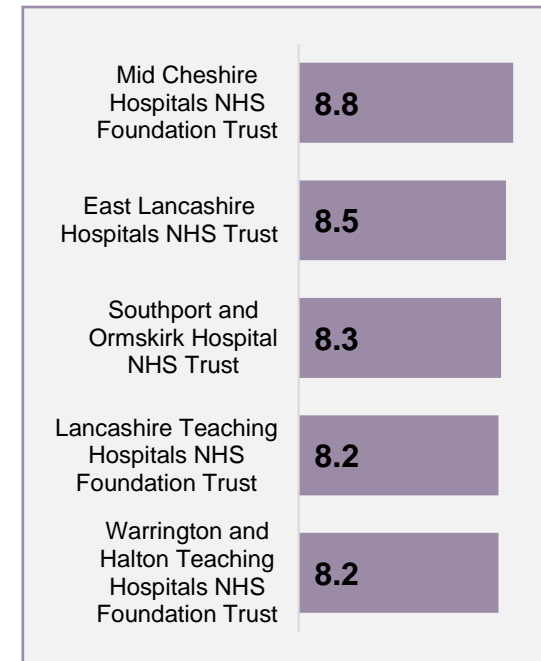 Mid Cheshire
Hospitals NHS
Foundation Trust
8.8
East Lancashire
Hospitals NHS Trust
8.5
Southport and
Ormskirk Hospital
NHS Trust
8.3
Lancashire Teaching
Hospitals NHS
Foundation Trust
8.2
Warrington and
Halton Teaching
Hospitals NHS
Foundation Trust
8.2